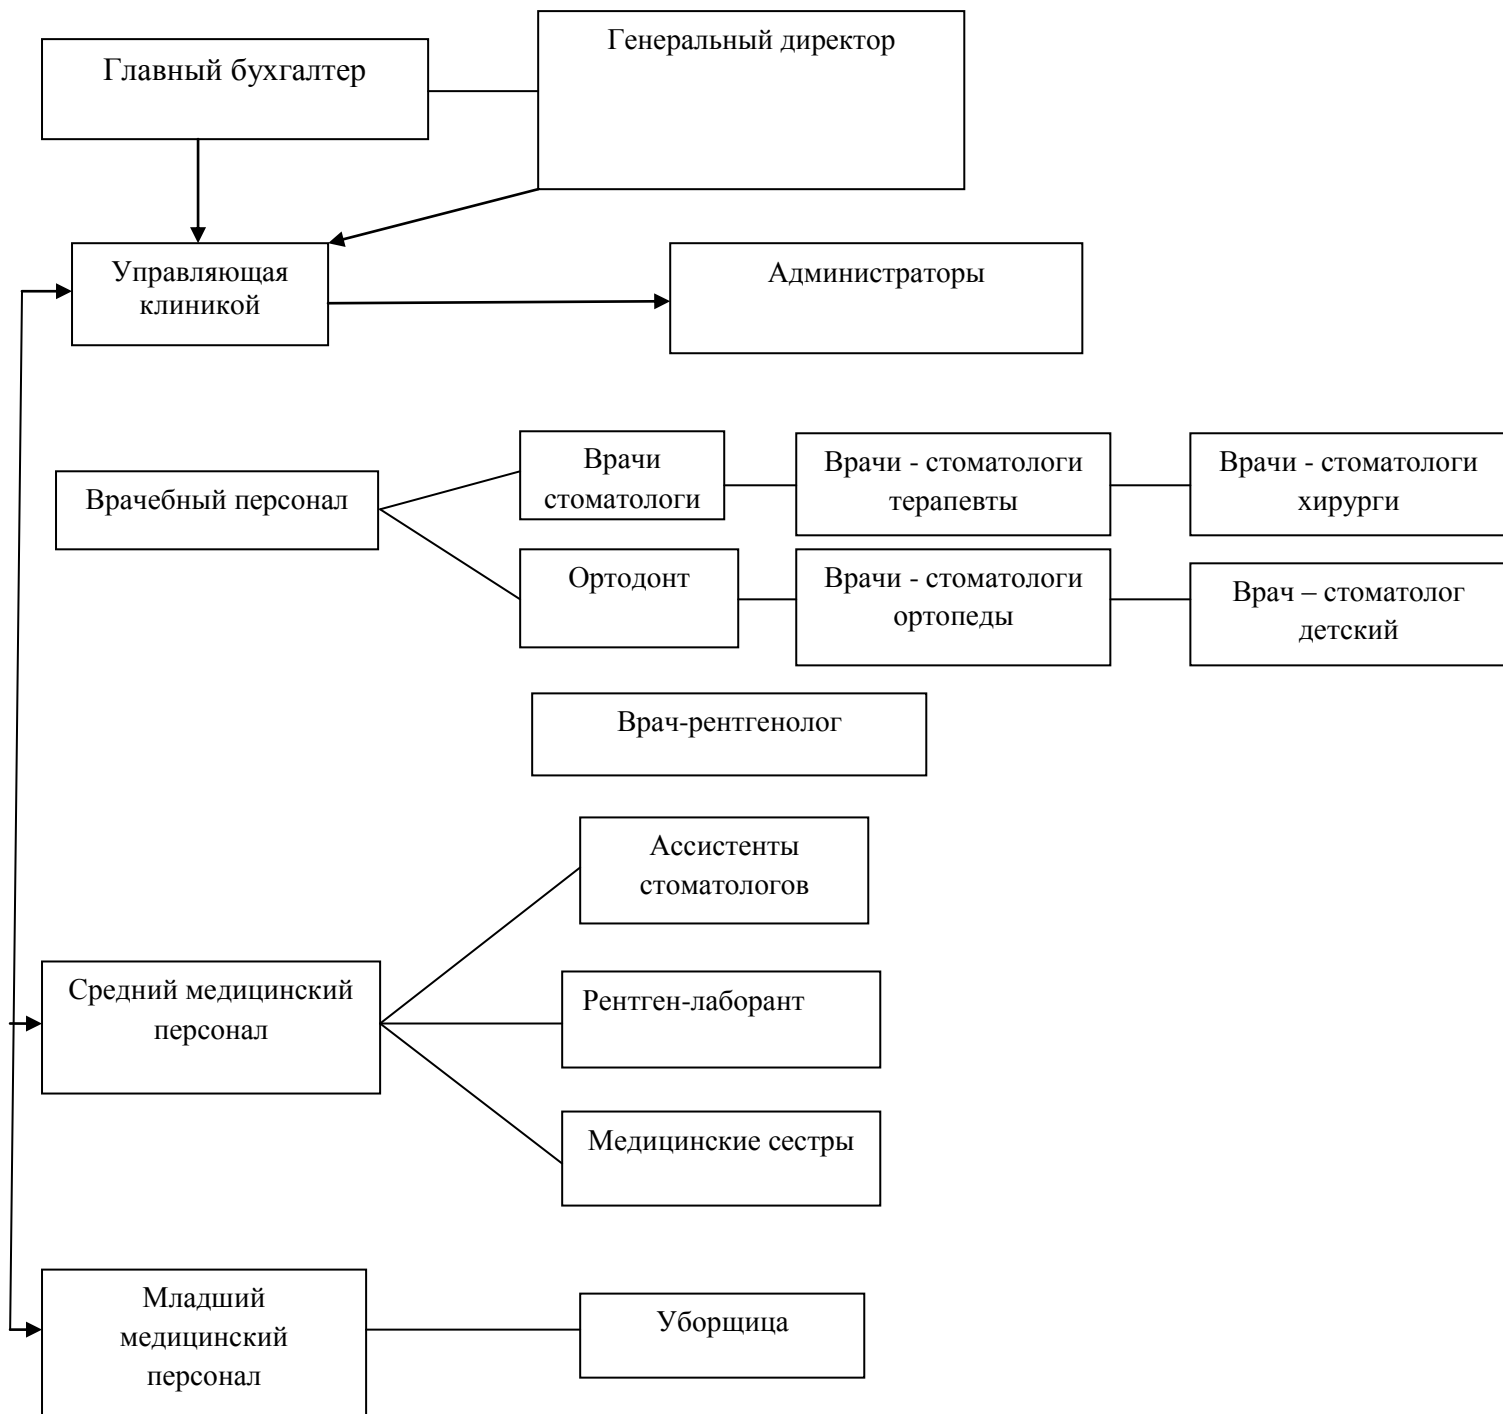 Главный бухгалтер
Генеральный директор
Управляющая
клиникой
Администраторы
Врачебный персонал
Врачи
стоматологи
Врачи - стоматологи
терапевты
Врачи - стоматологи
хирурги
Ортодонт
Врачи - стоматологи
ортопеды
Врач – стоматолог
детский
Врач-рентгенолог
Ассистенты
стоматологов
Средний медицинский
персонал
Рентген-лаборант
Медицинские сестры
Младший
медицинский
персонал
Уборщица